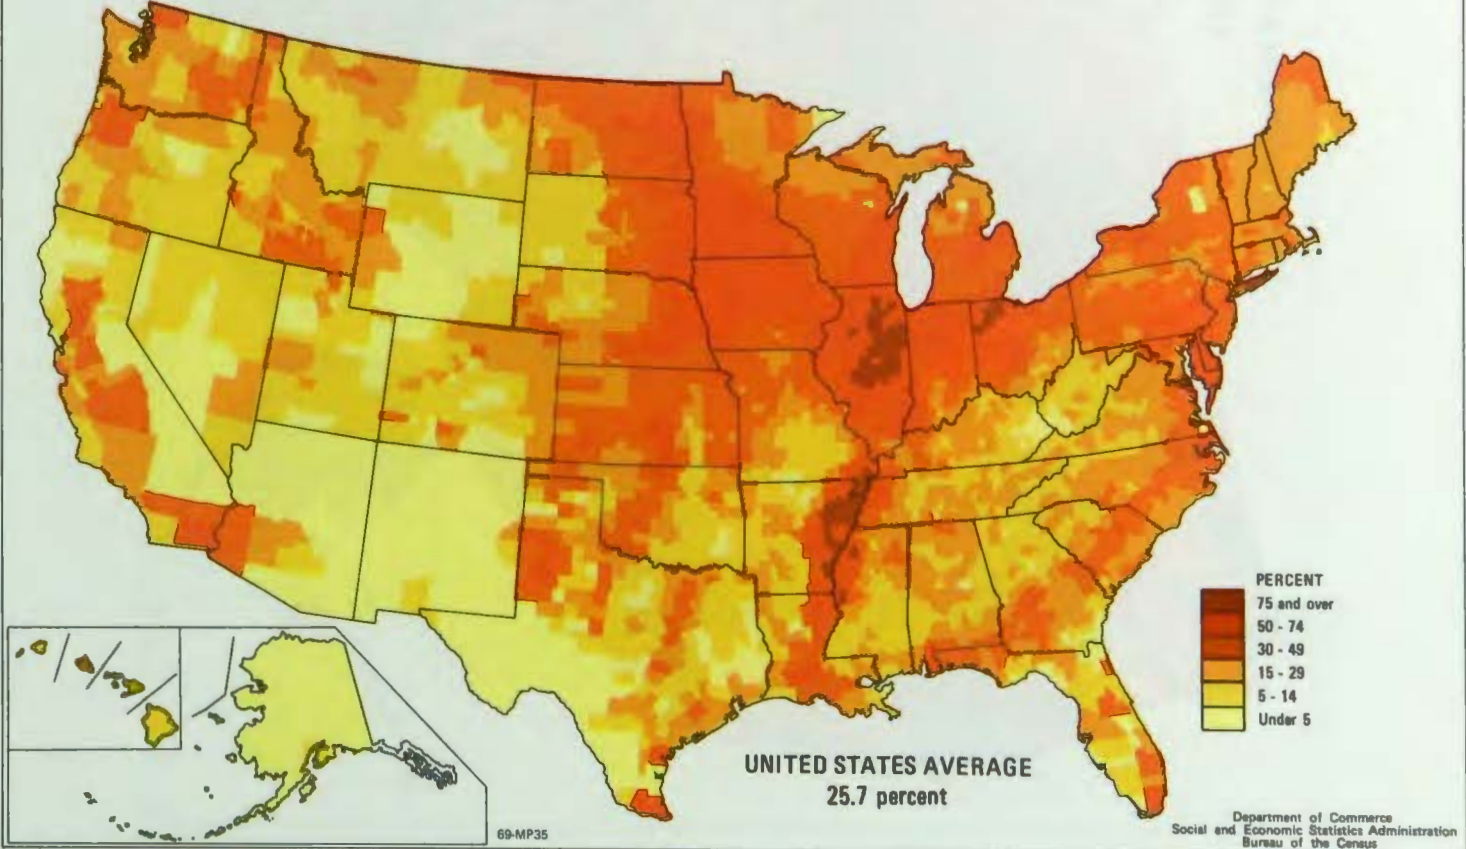 PERCENT
75 and over
50 - 74
30 - 49
15 - 29
5 - 14
Under 5
UNITED STATES AVERAGE
25.7 percent
69-MP35
Department of Commerce
Social and Economic Statistics Administration
Bureau of the Census